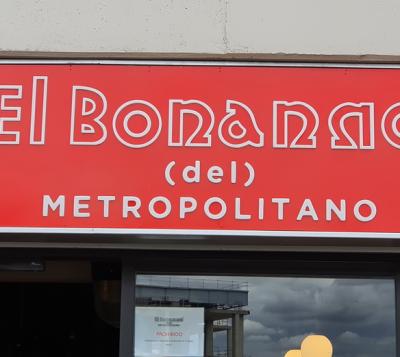 El Bonanno
(del)
METROPOLITANO